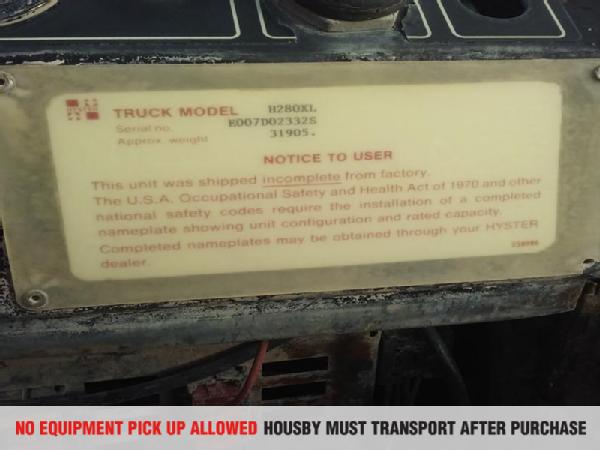 HYSTER
TRUCK MODEL H280XL
Serial no. E007D02332S
Approx. weight 31905.
NOTICE TO USER
This unit was shipped incomplete from factory.
The U.S.A. Occupational Safety and Health Act of 1970 and other
national safety codes require the installation of a completed
nameplate showing unit configuration and rated capacity.
Completed nameplates may be obtained through your HYSTER
dealer.
NO EQUIPMENT PICK UP ALLOWED HOUSBY MUST TRANSPORT AFTER PURCHASE